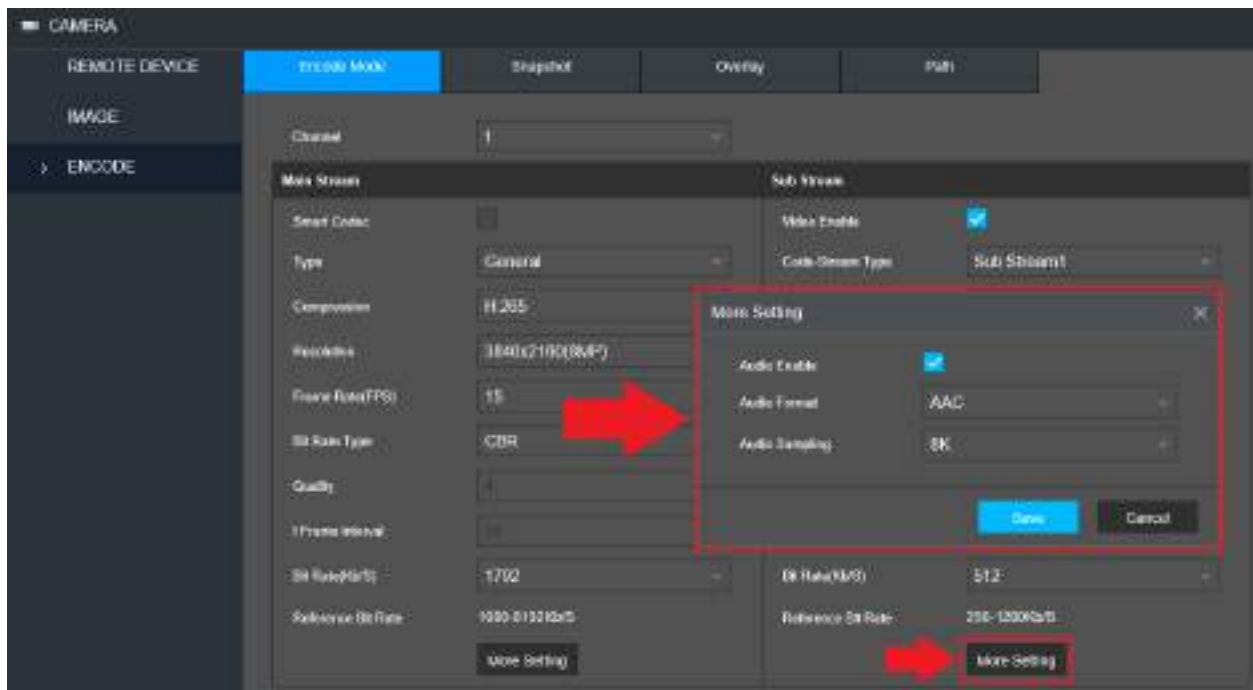 CAMERA
REMOTE DEVICE
IMAGE
ENCODE
Encode Mode Snapshot Overlay Path
Channel 1
Main Stream Sub Stream
Smart Codec Video Enable
Type General Code-Stream Type Sub Stream1
Compression H.265
Resolution 3840x2160(8MP)
Frame Rate(FPS) 15
Bit Rate Type CBR
Quality 4
I Frame Interval
More Setting
Audio Enable
Audio Format AAC
Audio Sampling 8K
Save Cancel
Bit Rate(Kb/S) 1792 Bit Rate(Kb/S) 512
Reference Bit Rate Reference Bit Rate
More Setting More Setting